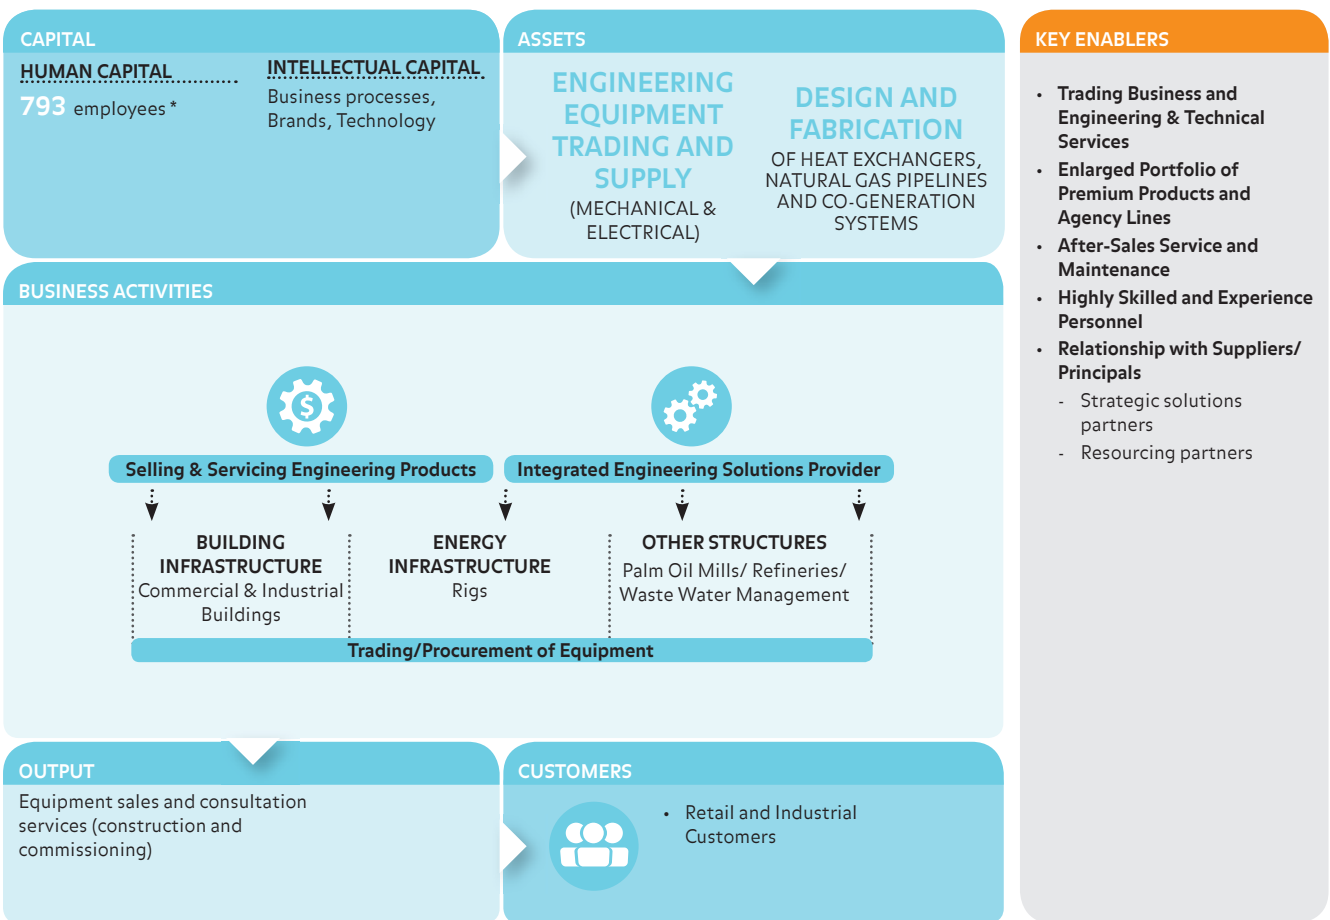 CAPITAL
HUMAN CAPITAL
793 employees *
INTELLECTUAL CAPITAL
Business processes,
Brands, Technology
ASSETS
ENGINEERING
EQUIPMENT
TRADING AND
SUPPLY
(MECHANICAL &
ELECTRICAL)
DESIGN AND
FABRICATION
OF HEAT EXCHANGERS,
NATURAL GAS PIPELINES
AND CO-GENERATION
SYSTEMS
BUSINESS ACTIVITIES
$
Selling & Servicing Engineering Products
Integrated Engineering Solutions Provider
BUILDING
INFRASTRUCTURE
Commercial & Industrial
Buildings
ENERGY
INFRASTRUCTURE
Rigs
OTHER STRUCTURES
Palm Oil Mills/ Refineries/
Waste Water Management
Trading/Procurement of Equipment
OUTPUT
Equipment sales and consultation
services (construction and
commissioning)
CUSTOMERS
• Retail and Industrial
Customers
KEY ENABLERS
• Trading Business and
Engineering & Technical
Services
• Enlarged Portfolio of
Premium Products and
Agency Lines
• After-Sales Service and
Maintenance
• Highly Skilled and Experience
Personnel
• Relationship with Suppliers/
Principals
- Strategic solutions
partners
- Resourcing partners